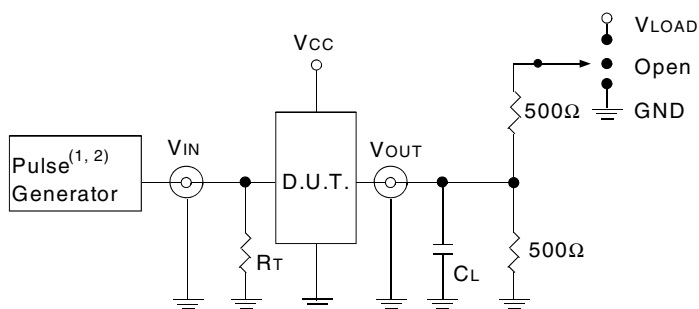 VLOAD
VCC
Open
500Ω
GND
Pulse(1, 2)
Generator
VIN
D.U.T.
VOUT
RT
CL
500Ω